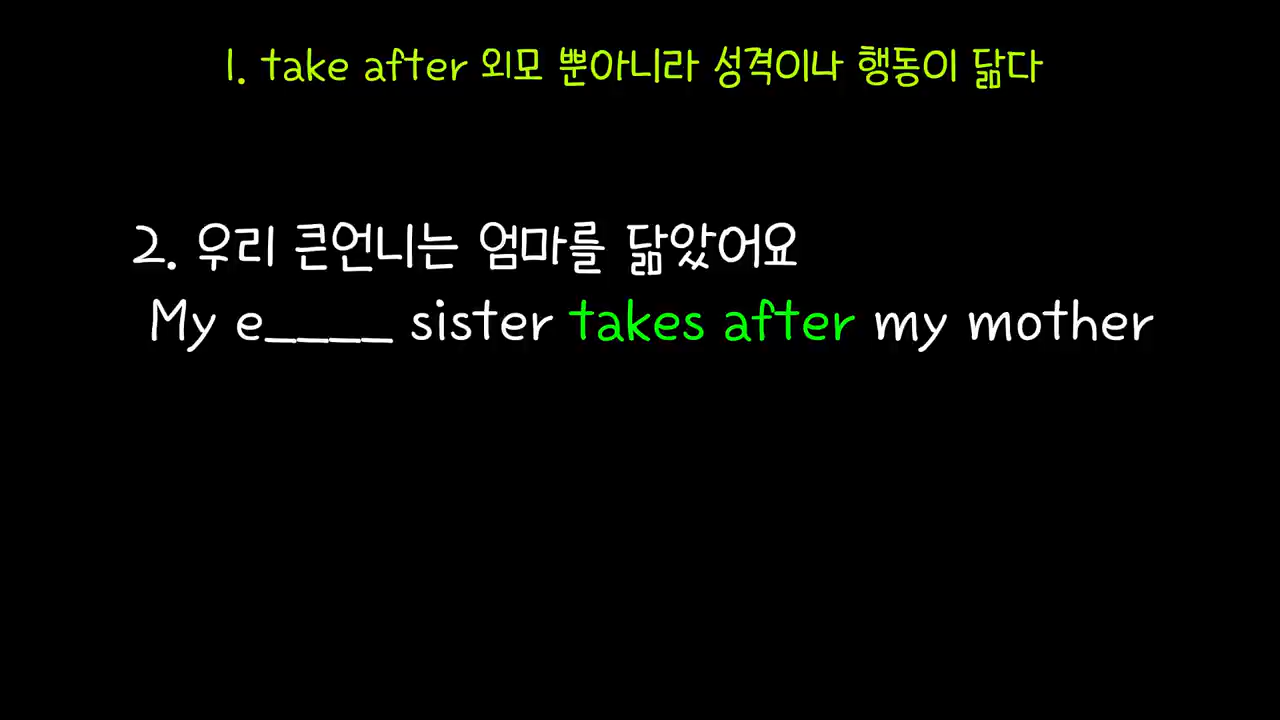 1. take after 외모 뿐아니라 성격이나 행동이 닮다
2. 우리 큰언니는 엄마를 닮았어요
My e____ sister takes after my mother